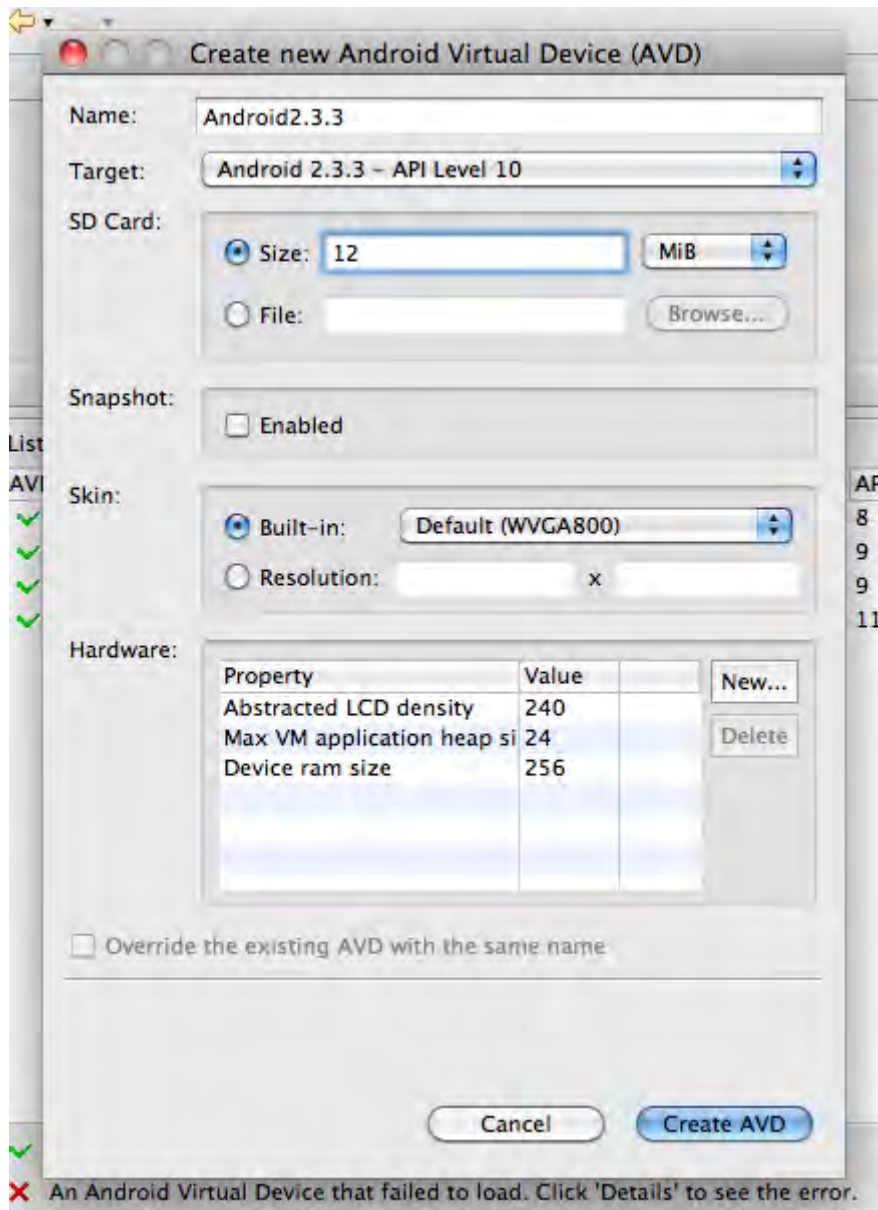 Create new Android Virtual Device (AVD)
Name: Android2.3.3
Target: Android 2.3.3 - API Level 10
SD Card:
Size: 12 MiB
File: Browse...
Snapshot:
Enabled
List
AVD
AP
Skin:
8
Built-in: Default (WVGA800)
9
Resolution: x
9
11
Hardware:
Property Value New...
Abstracted LCD density 240
Max VM application heap si 24 Delete
Device ram size 256
Override the existing AVD with the same name
Cancel Create AVD
An Android Virtual Device that failed to load. Click 'Details' to see the error.